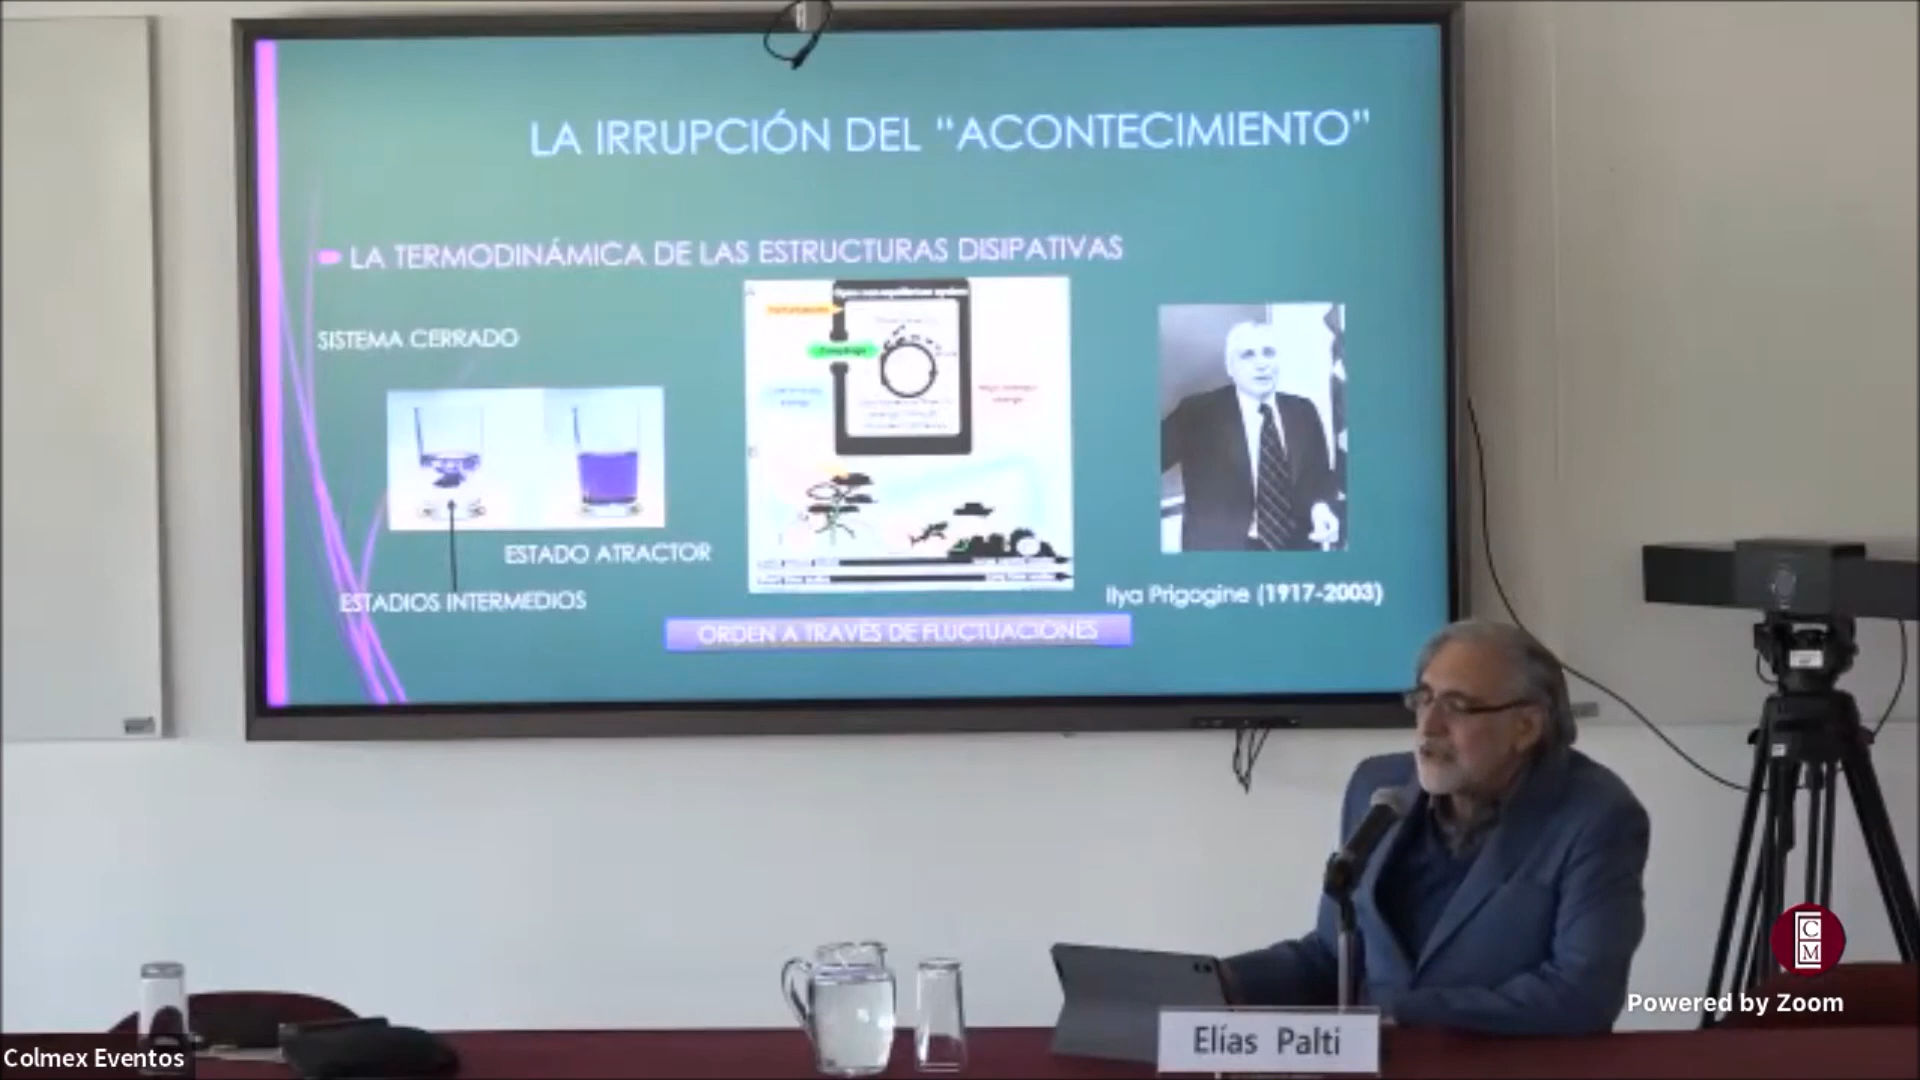 LA IRRUPCIÓN DEL "ACONTECIMIENTO"
LA TERMODINÁMICA DE LAS ESTRUCTURAS DISIPATIVAS
SISTEMA CERRADO
ESTADO ATRACTOR
ESTADIOS INTERMEDIOS
Ilya Prigogine (1917-2003)
ORDEN A TRAVÉS DE FLUCTUACIONES
Elías Palti
C
M
Powered by Zoom
Colmex Eventos